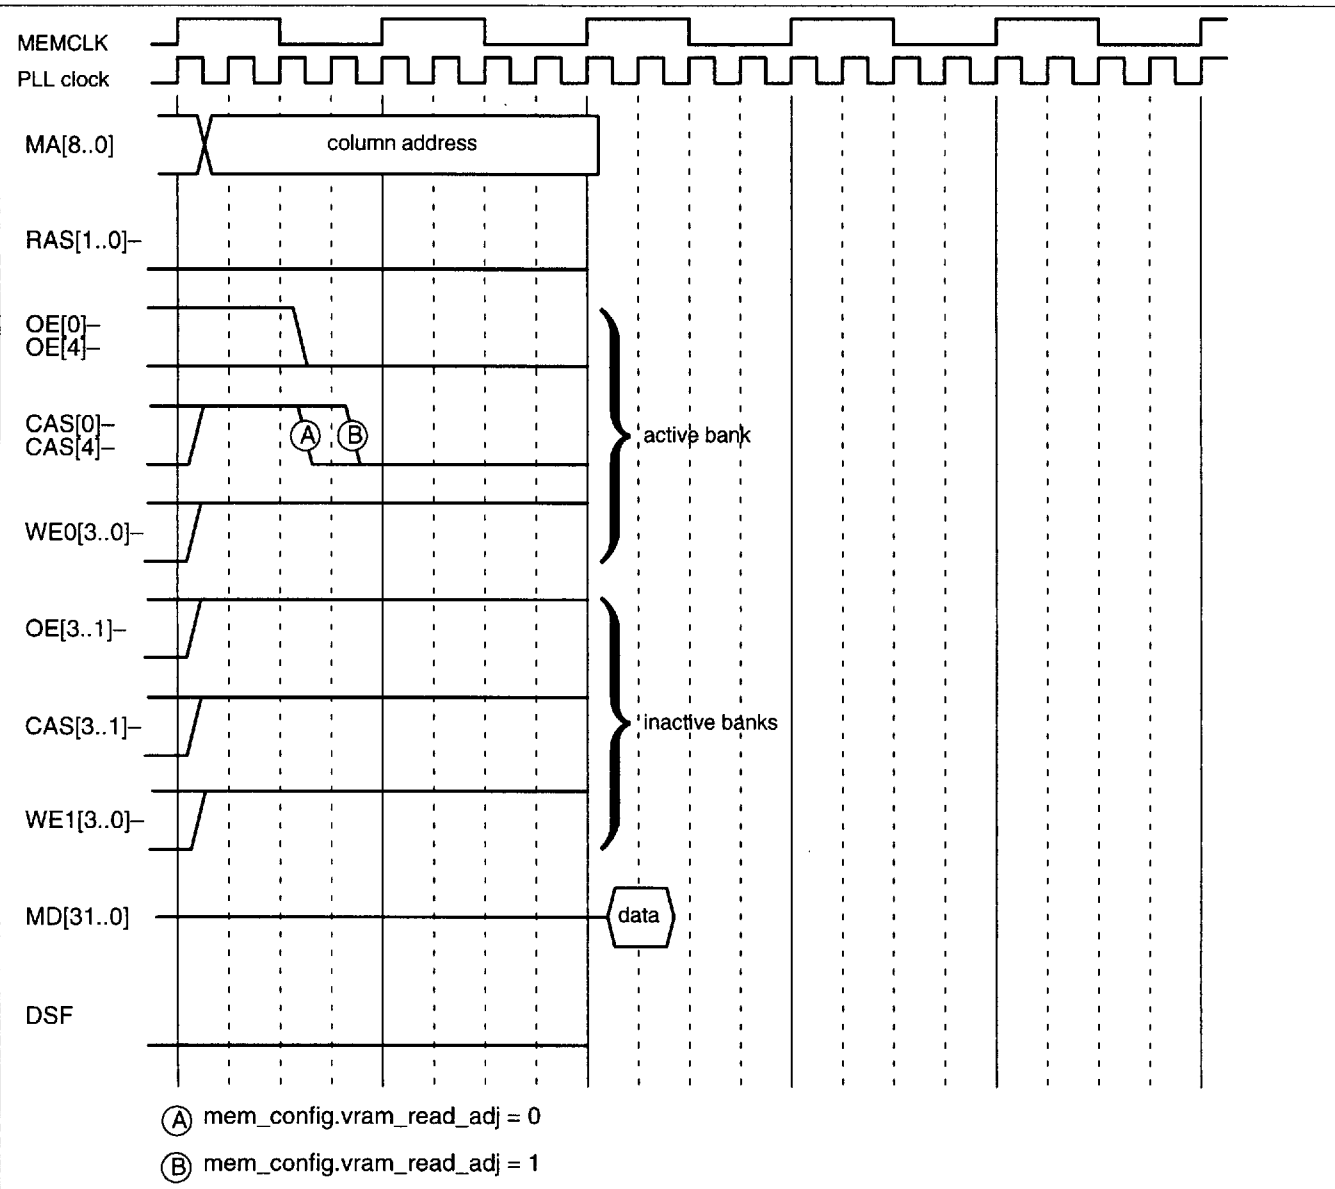 MEMCLK
PLL clock
MA[8..0]
column address
RAS[1..0]–
OE[0]–
OE[4]–
CAS[0]–
CAS[4]–
A
B
active bank
WE0[3..0]–
OE[3..1]–
CAS[3..1]–
inactive banks
WE1[3..0]–
MD[31..0]
data
DSF
A mem_config.vram_read_adj = 0
B mem_config.vram_read_adj = 1